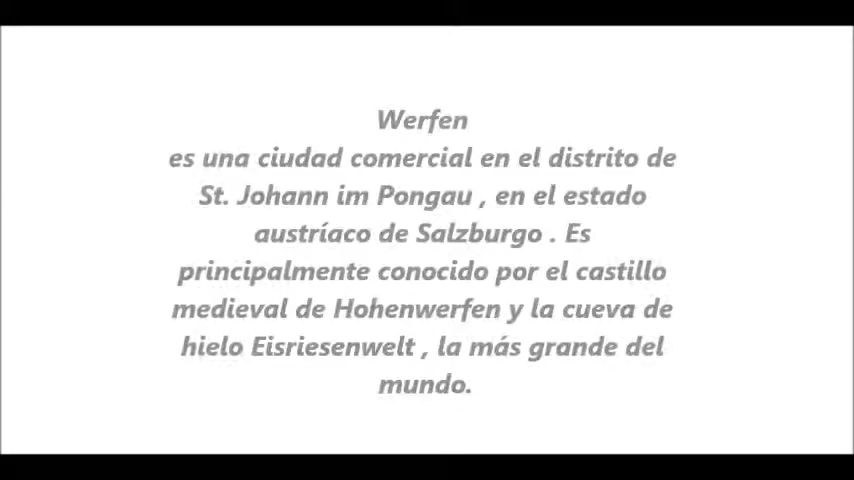 Werfen
es una ciudad comercial en el distrito de
St. Johann im Pongau , en el estado
austríaco de Salzburgo . Es
principalmente conocido por el castillo
medieval de Hohenwerfen y la cueva de
hielo Eisriesenwelt , la más grande del
mundo.